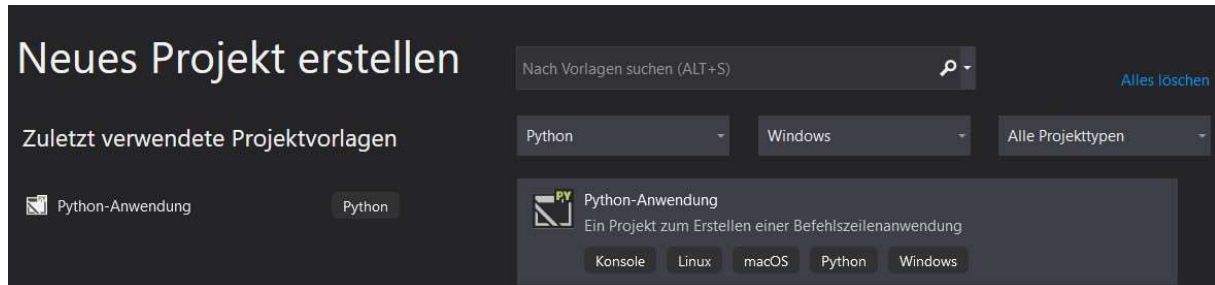 Neues Projekt erstellen
Nach Vorlagen suchen (ALT+S)
Alles löschen
Zuletzt verwendete Projektvorlagen
Python
Windows
Alle Projekttypen
Python-Anwendung
Python
PY
Python-Anwendung
Ein Projekt zum Erstellen einer Befehlszeilenanwendung
Konsole Linux macOS Python Windows